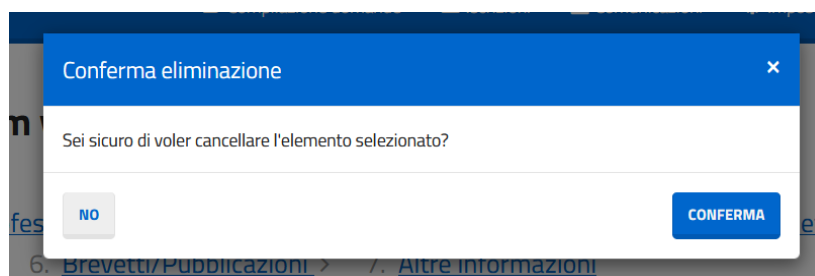 Conferma eliminazione ×
Sei sicuro di voler cancellare l'elemento selezionato?
NO CONFERMA
6. Brevetti/Pubblicazioni > 7. Altre Informazioni